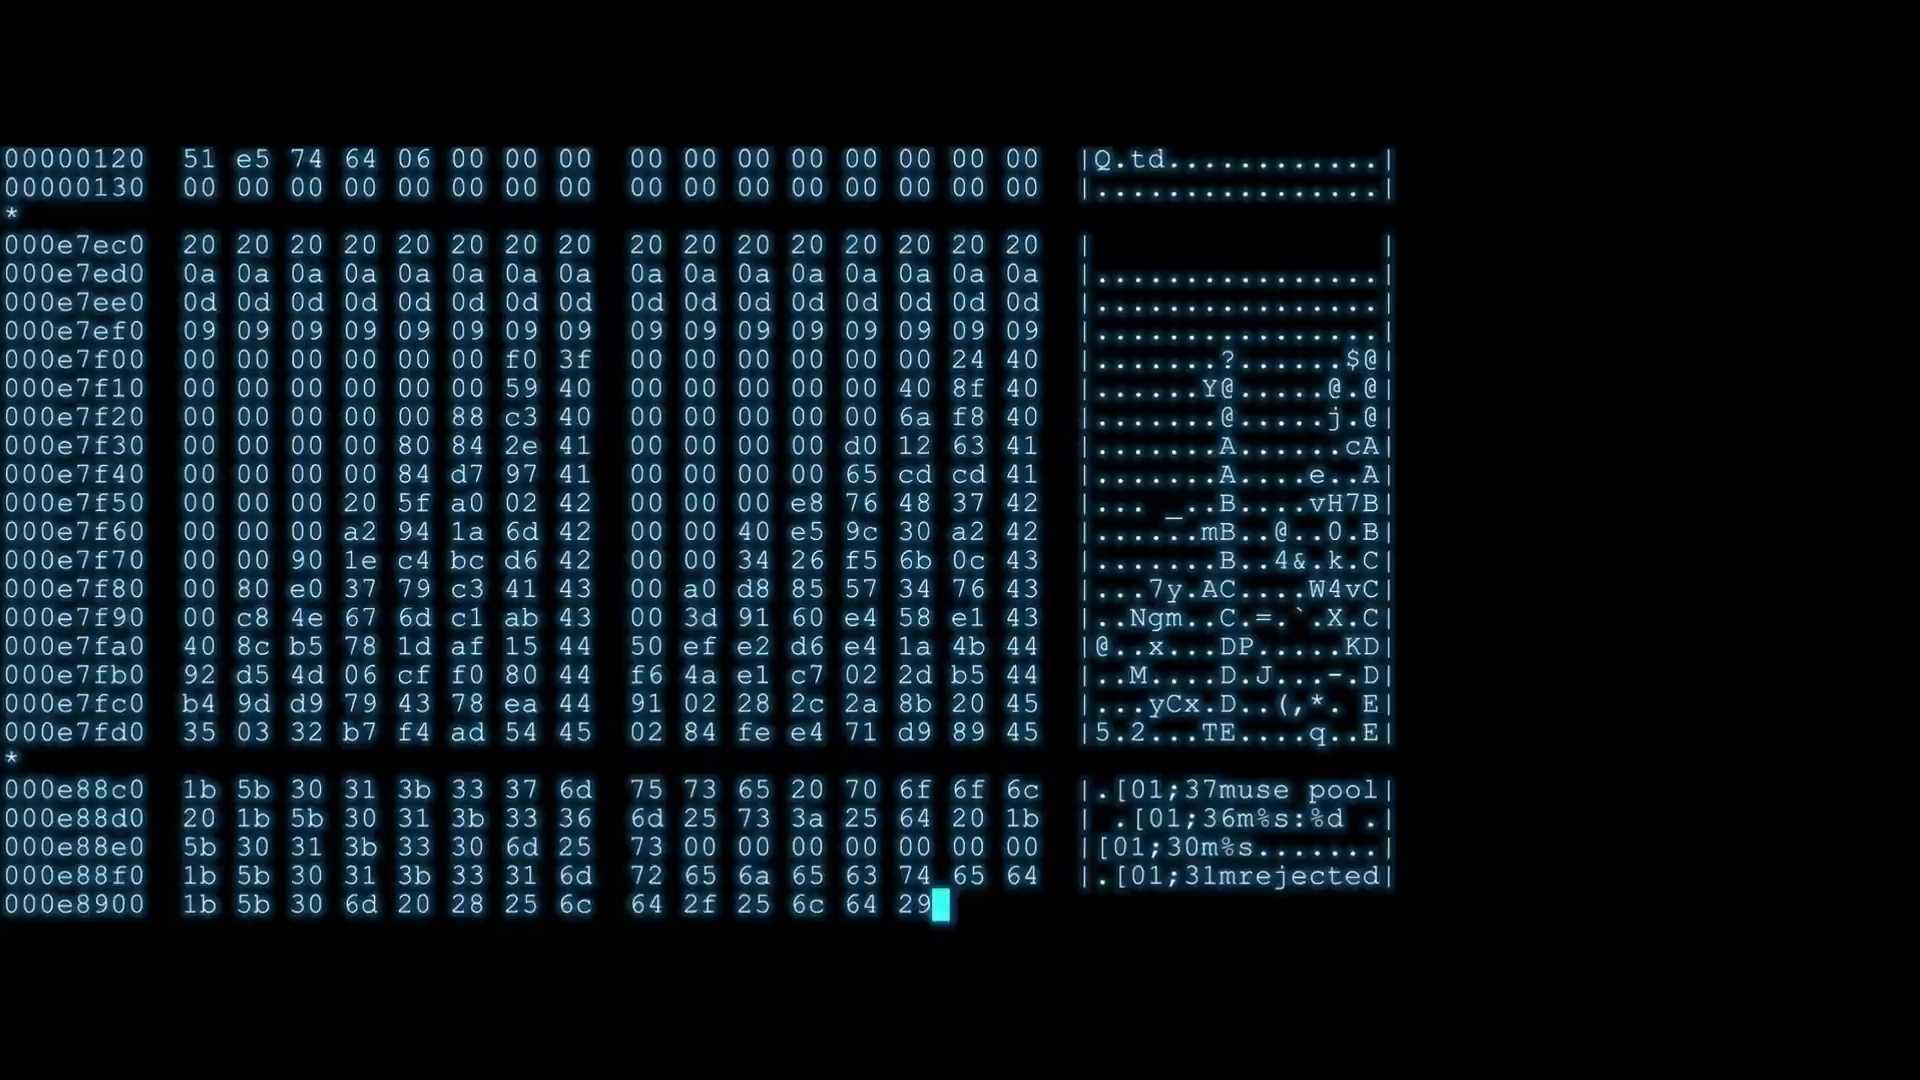 00000120  51 e5 74 64 06 00 00 00  00 00 00 00 00 00 00 00  |Q.td............|
00000130  00 00 00 00 00 00 00 00  00 00 00 00 00 00 00 00  |................|
*
000e7ec0  20 20 20 20 20 20 20 20  20 20 20 20 20 20 20 20  |                |
000e7ed0  0a 0a 0a 0a 0a 0a 0a 0a  0a 0a 0a 0a 0a 0a 0a 0a  |................|
000e7ee0  0d 0d 0d 0d 0d 0d 0d 0d  0d 0d 0d 0d 0d 0d 0d 0d  |................|
000e7ef0  09 09 09 09 09 09 09 09  09 09 09 09 09 09 09 09  |................|
000e7f00  00 00 00 00 00 00 f0 3f  00 00 00 00 00 00 24 40  |.......?......$@|
000e7f10  00 00 00 00 00 00 59 40  00 00 00 00 00 40 8f 40  |......Y@.....@.@|
000e7f20  00 00 00 00 00 88 c3 40  00 00 00 00 00 6a f8 40  |.......@.....j.@|
000e7f30  00 00 00 00 80 84 2e 41  00 00 00 00 d0 12 63 41  |.......A......cA|
000e7f40  00 00 00 00 84 d7 97 41  00 00 00 00 65 cd cd 41  |.......A....e..A|
000e7f50  00 00 00 20 5f a0 02 42  00 00 00 e8 76 48 37 42  |... _..B....vH7B|
000e7f60  00 00 00 a2 94 1a 6d 42  00 00 40 e5 9c 30 a2 42  |......mB..@..0.B|
000e7f70  00 00 90 1e c4 bc d6 42  00 00 34 26 f5 6b 0c 43  |.......B..4&.k.C|
000e7f80  00 80 e0 37 79 c3 41 43  00 a0 d8 85 57 34 76 43  |...7y.AC....W4vC|
000e7f90  00 c8 4e 67 6d c1 ab 43  00 3d 91 60 e4 58 e1 43  |..Ngm..C.=.`.X.C|
000e7fa0  40 8c b5 78 1d af 15 44  50 ef e2 d6 e4 1a 4b 44  |@..x...DP.....KD|
000e7fb0  92 d5 4d 06 cf f0 80 44  f6 4a e1 c7 02 2d b5 44  |..M....D.J...-.D|
000e7fc0  b4 9d d9 79 43 78 ea 44  91 02 28 2c 2a 8b 20 45  |...yCx.D..(,*. E|
000e7fd0  35 03 32 b7 f4 ad 54 45  02 84 fe e4 71 d9 89 45  |5.2...TE....q..E|
*
000e88c0  1b 5b 30 31 3b 33 37 6d  75 73 65 20 70 6f 6f 6c  |.[01;37muse pool|
000e88d0  20 1b 5b 30 31 3b 33 36  6d 25 73 3a 25 64 20 1b  | .[01;36m%s:%d .|
000e88e0  5b 30 31 3b 33 30 6d 25  73 00 00 00 00 00 00 00  |[01;30m%s.......|
000e88f0  1b 5b 30 31 3b 33 31 6d  72 65 6a 65 63 74 65 64  |.[01;31mrejected|
000e8900  1b 5b 30 6d 20 28 25 6c  64 2f 25 6c 64 29